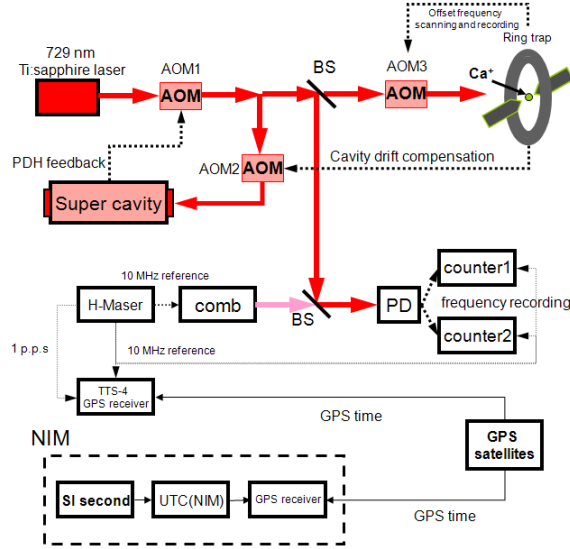 Offset frequency
scanning and recording
729 nm
Ti:sapphire laser
AOM1
BS
AOM3
Ring trap
Ca+
AOM
AOM
PDH feedback
AOM2
AOM
Cavity drift compensation
Super cavity
10 MHz reference
counter1
H-Maser
comb
BS
PD
frequency recording
counter2
1 p.p.s
10 MHz reference
TTS-4
GPS receiver
GPS time
NIM
GPS
satellites
SI second
UTC(NIM)
GPS receiver
GPS time